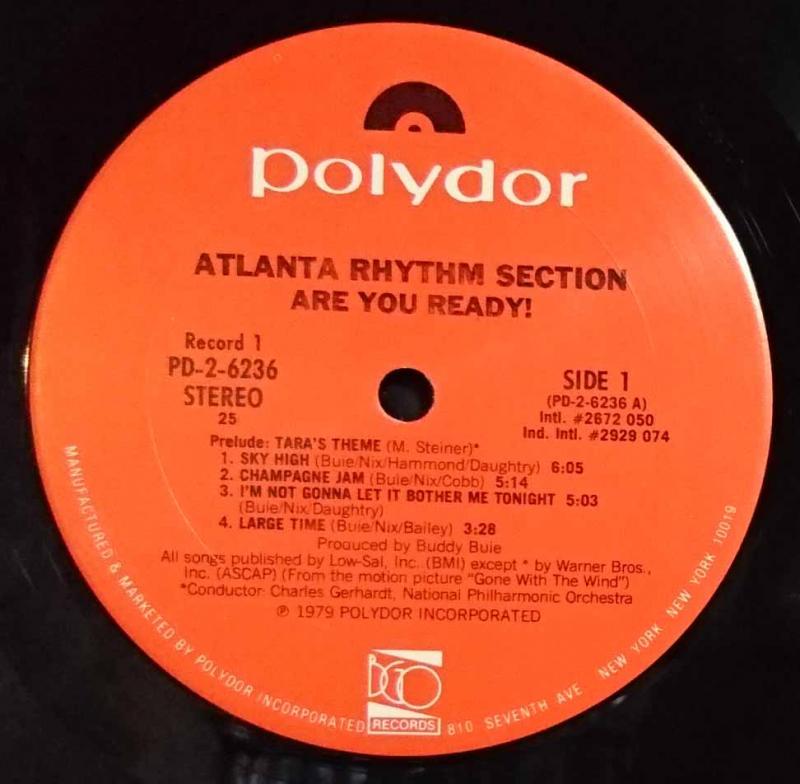 polydor
ATLANTA RHYTHM SECTION
ARE YOU READY!
Record 1
PD-2-6236
STEREO
25
SIDE 1
(PD-2-6236 A)
Intl. #2672 050
Ind. Intl. #2929 074
Prelude: TARA'S THEME (M. Steiner)*
1. SKY HIGH (Buie/Nix/Hammond/Daughtry) 6:05
2. CHAMPAGNE JAM (Buie/Nix/Cobb) 5:14
3. I'M NOT GONNA LET IT BOTHER ME TONIGHT 5:03
(Buie/Nix/Daughtry)
4. LARGE TIME (Buie/Nix/Bailey) 3:28
Produced by Buddy Buie
All songs published by Low-Sal, Inc. (BMI) except * by Warner Bros.,
Inc. (ASCAP) (From the motion picture "Gone With The Wind")
*Conductor: Charles Gerhardt, National Philharmonic Orchestra
℗ 1979 POLYDOR INCORPORATED
BGO
RECORDS
MANUFACTURED & MARKETED BY POLYDOR INCORPORATED 810 SEVENTH AVE. NEW YORK, NEW YORK 10019